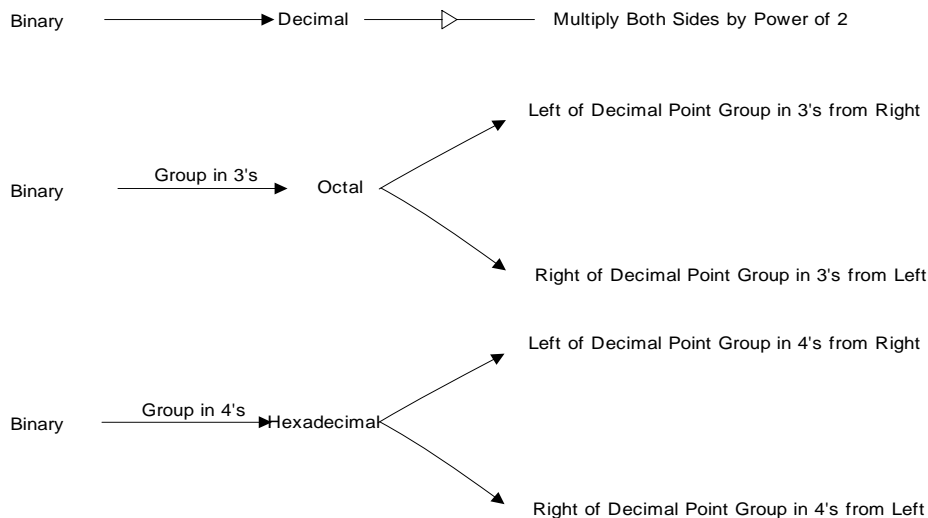 Binary Decimal Multiply Both Sides by Power of 2
Left of Decimal Point Group in 3's from Right
Binary Group in 3's Octal
Right of Decimal Point Group in 3's from Left
Left of Decimal Point Group in 4's from Right
Binary Group in 4's Hexadecimal
Right of Decimal Point Group in 4's from Left